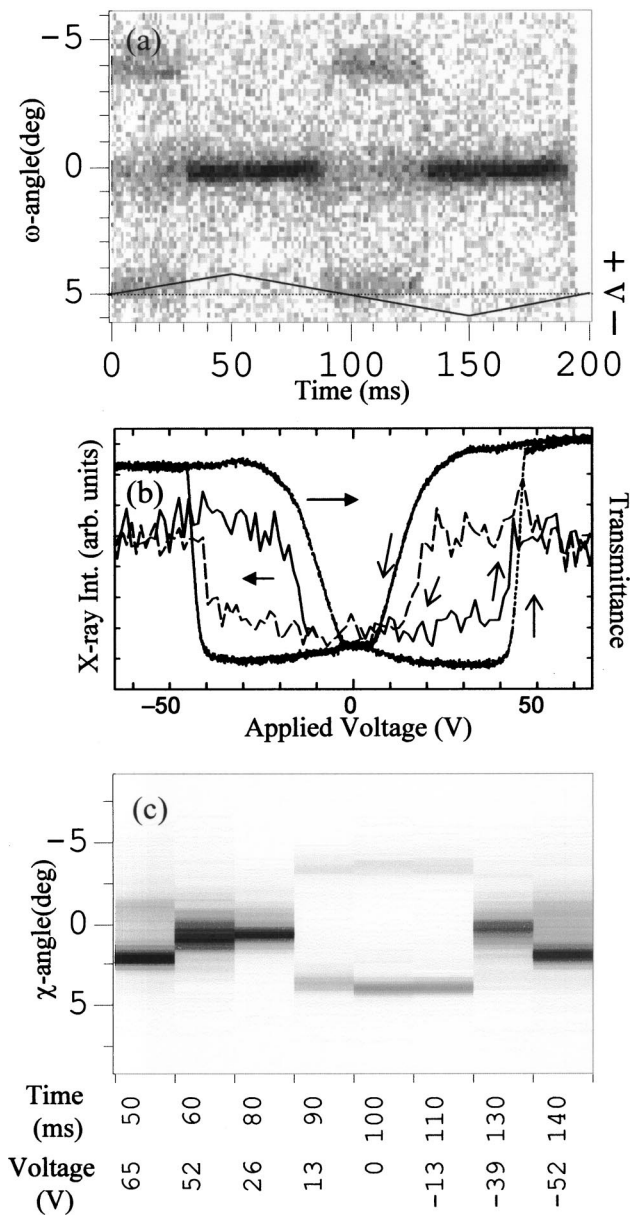 (a)
-5
0
5
ω-angle(deg)
+ V -
0 50 100 150 200
Time (ms)
(b)
X-ray Int. (arb. units)
Transmittance
-50 0 50
Applied Voltage (V)
(c)
-5
0
5
χ-angle(deg)
Time (ms) 50 60 80 90 100 110 130 140
Voltage (V) 65 52 26 13 0 -13 -39 -52